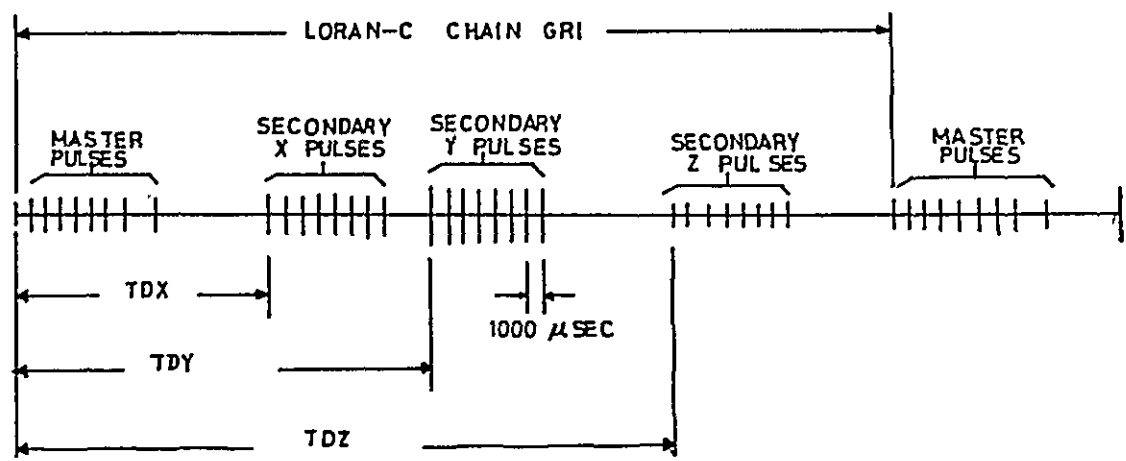 LORAN-C CHAIN GRI
MASTER
PULSES
SECONDARY
X PULSES
SECONDARY
Y PULSES
SECONDARY
Z PULSES
MASTER
PULSES
TDX
1000 μSEC
TDY
TDZ